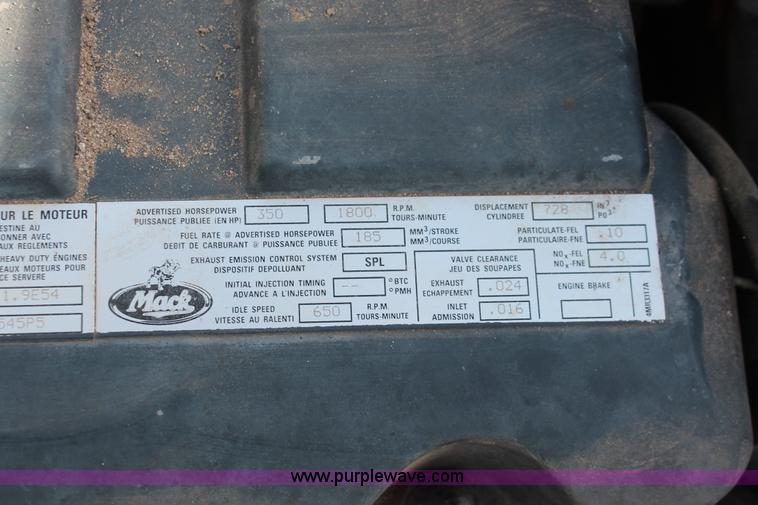 UR LE MOTEUR
ESTINE AU
ONNER AVEC
AUX REGLEMENTS
HEAVY DUTY ENGINES
EAUX MOTEURS POUR
CE SERVERE
1.9E54
545P5
ADVERTISED HORSEPOWER
PUISSANCE PUBLIEE (EN HP)
350
1800
R.P.M.
TOURS-MINUTE
DISPLACEMENT
CYLINDREE
728
FUEL RATE @ ADVERTISED HORSEPOWER
DEBIT DE CARBURANT @ PUISSANCE PUBLIEE
185
MM³/STROKE
MM³/COURSE
PARTICULATE-FEL
PARTICULAIRE-FNE
.10
EXHAUST EMISSION CONTROL SYSTEM
DISPOSITIF DEPOLLUANT
SPL
VALVE CLEARANCE
JEU DES SOUPAPES
NOx-FEL
NOx-FNE
4.0
Mack
INITIAL INJECTION TIMING
AVANCE A L'INJECTION
--
°BTC
°PMH
EXHAUST
ECHAPPEMENT
.024
ENGINE BRAKE
IDLE SPEED
VITESSE AU RALENTI
650
R.P.M.
TOURS-MINUTE
INLET
ADMISSION
.016
www.purplewave.com